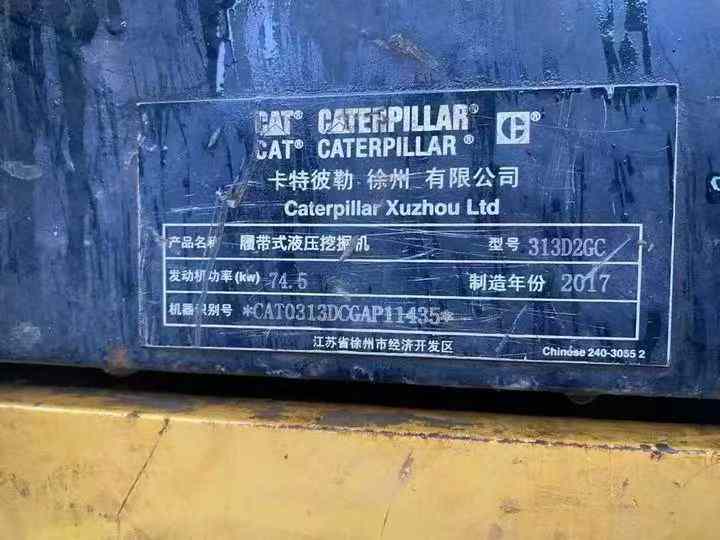 CAT® CATERPILLAR®
CAT® CATERPILLAR®
卡特彼勒 徐州 有限公司
Caterpillar Xuzhou Ltd
产品名称 履带式液压挖掘机 型号 313D2GC
发动机功率(kw) 74.5 制造年份 2017
机器识别号 *CAT0313DCGAP11435*
江苏省徐州市经济开发区
Chinese 240-3055 2